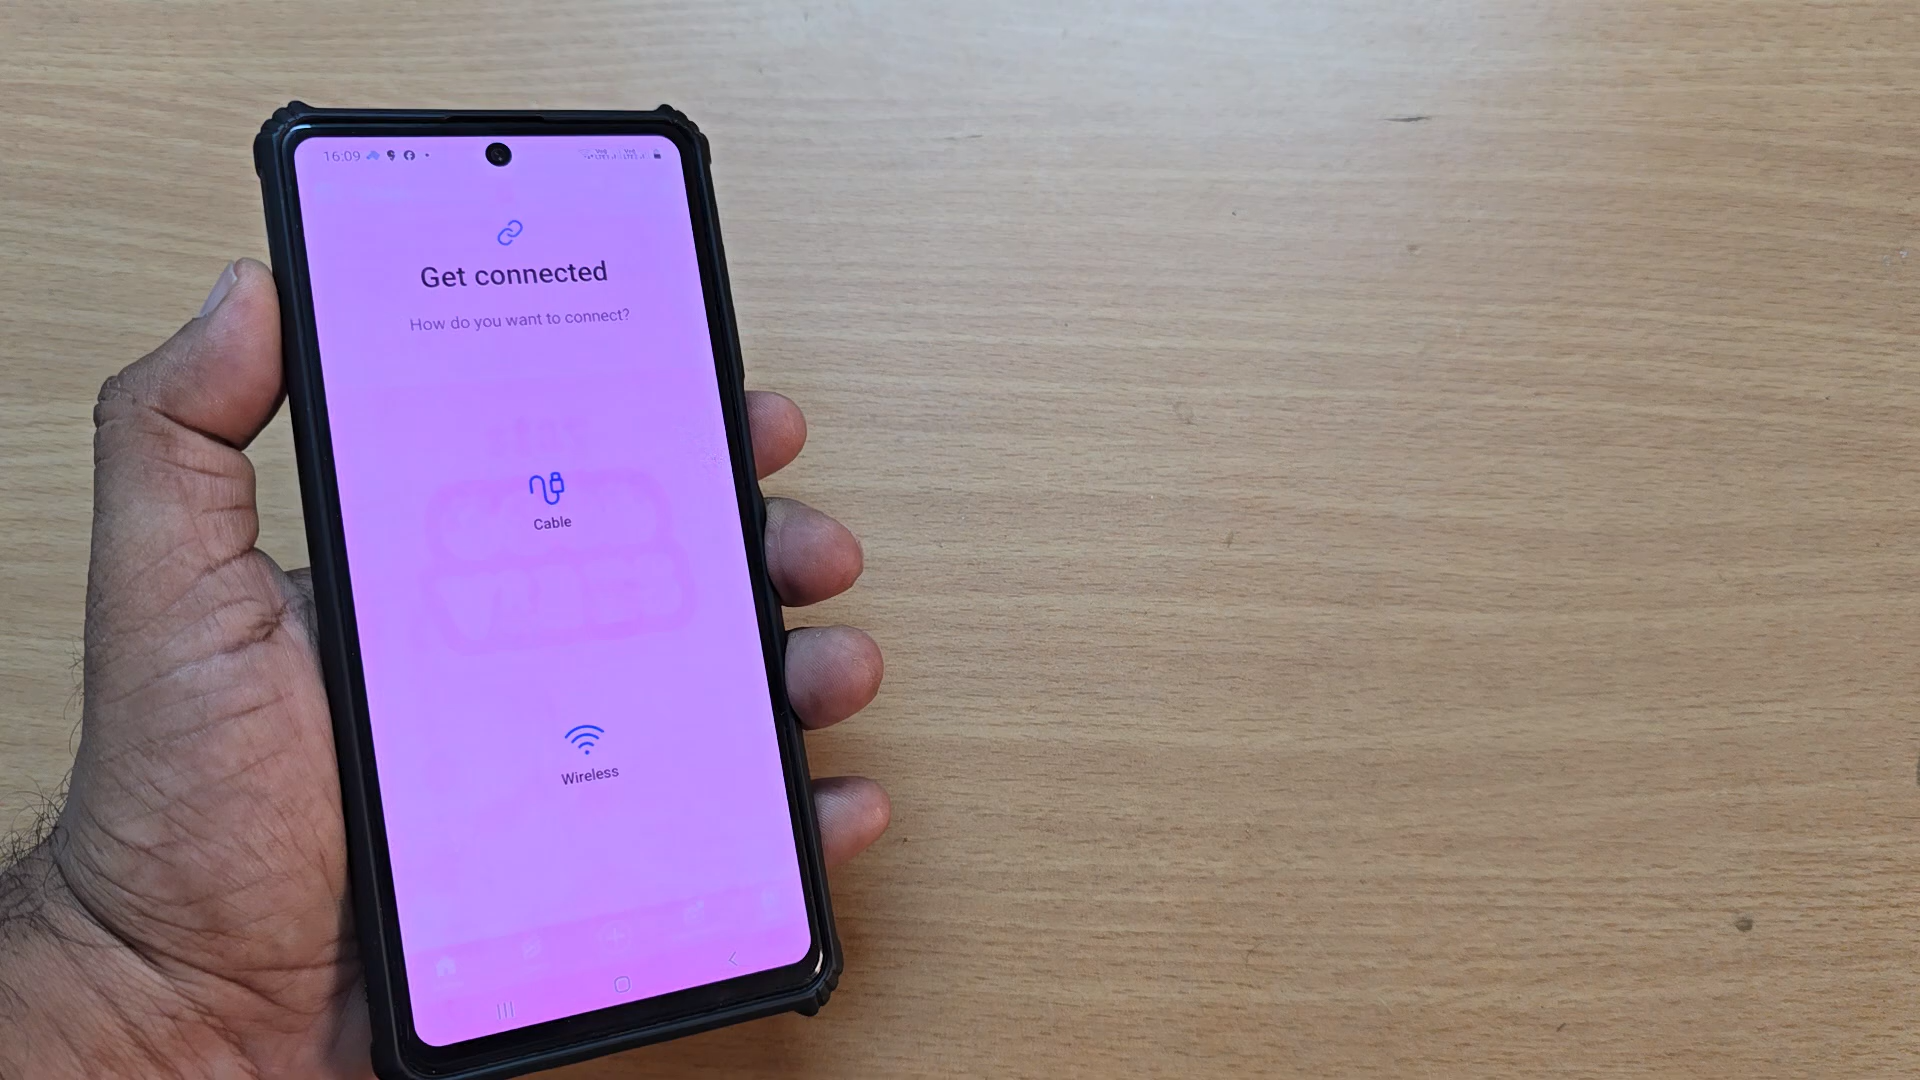 16:09
Get connected
How do you want to connect?
Cable
Wireless